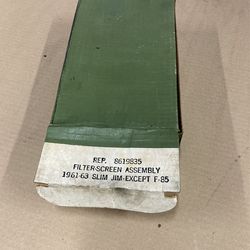 REP. 8619835
FILTER-SCREEN ASSEMBLY
1961-63 SLIM JIM-EXCEPT F-85